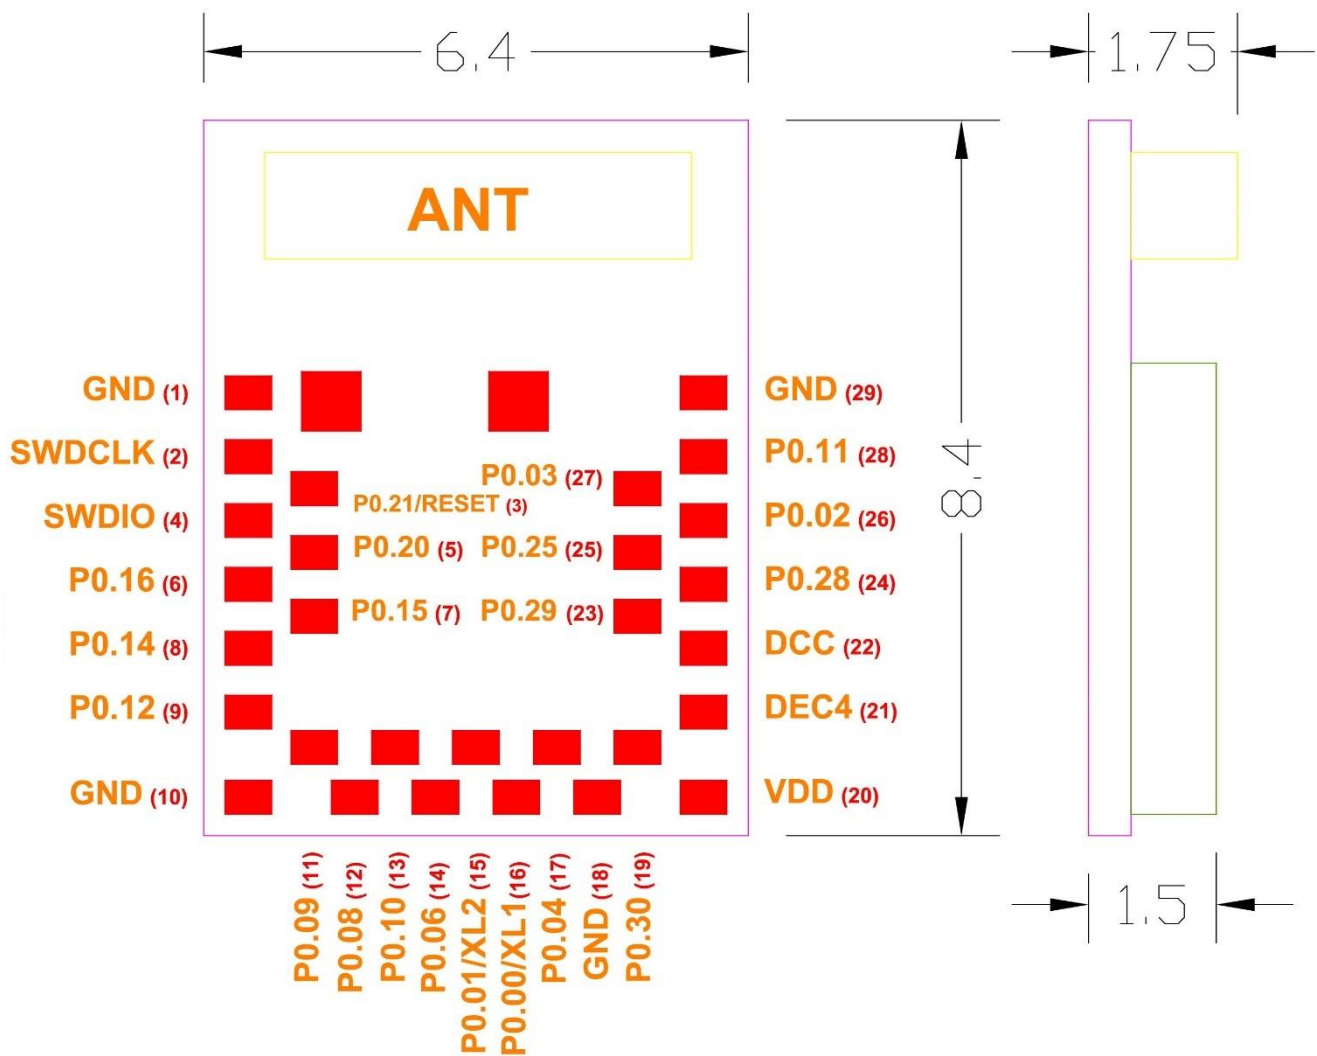 6.4
1.75
ANT
8.4
GND (1)
SWDCLK (2)
SWDIO (4)
P0.16 (6)
P0.14 (8)
P0.12 (9)
GND (10)
P0.03 (27)
P0.21/RESET (3)
P0.20 (5) P0.25 (25)
P0.15 (7) P0.29 (23)
GND (29)
P0.11 (28)
P0.02 (26)
P0.28 (24)
DCC (22)
DEC4 (21)
VDD (20)
P0.09 (11)
P0.08 (12)
P0.10 (13)
P0.06 (14)
P0.01/XL2 (15)
P0.00/XL1 (16)
P0.04 (17)
GND (18)
P0.30 (19)
1.5